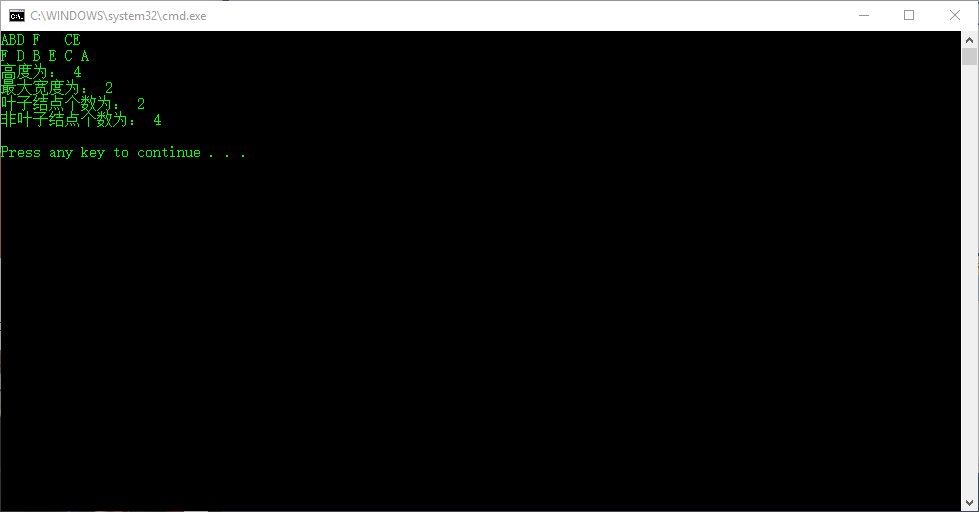 C:\WINDOWS\system32\cmd.exe
ABD F   CE
F D B E C A
高度为： 4
最大宽度为： 2
叶子结点个数为： 2
非叶子结点个数为： 4
Press any key to continue . . .